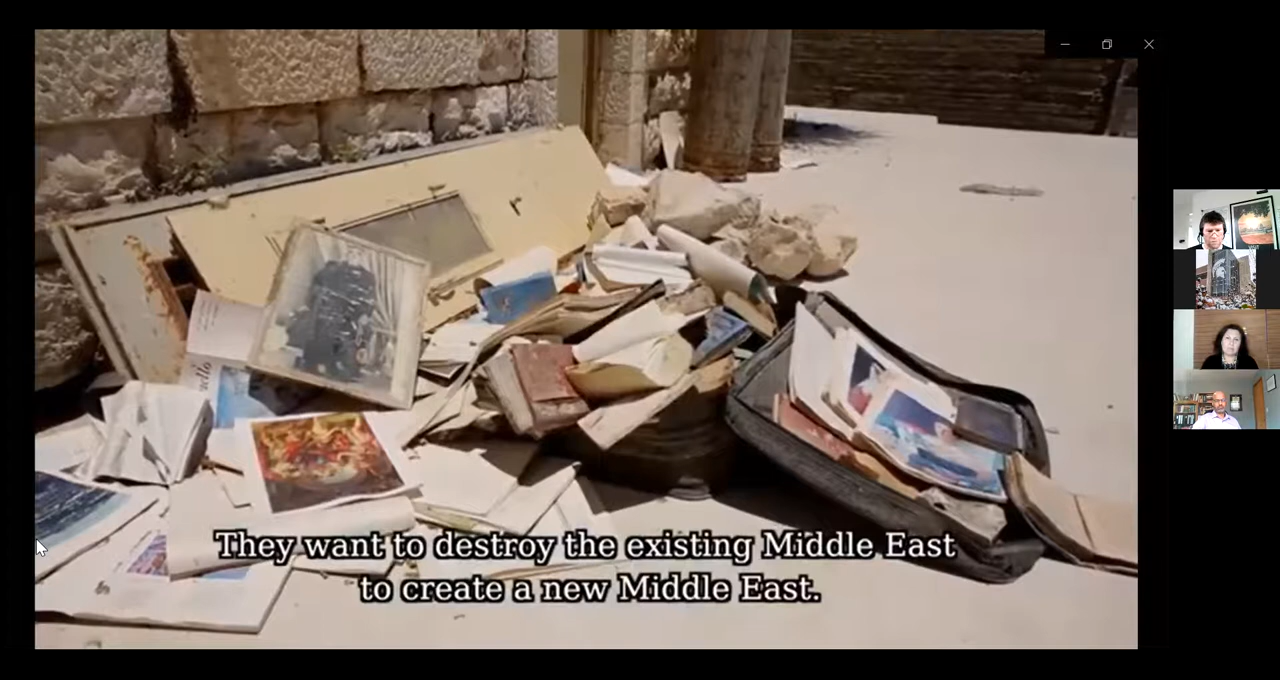 They want to destroy the existing Middle East
to create a new Middle East.